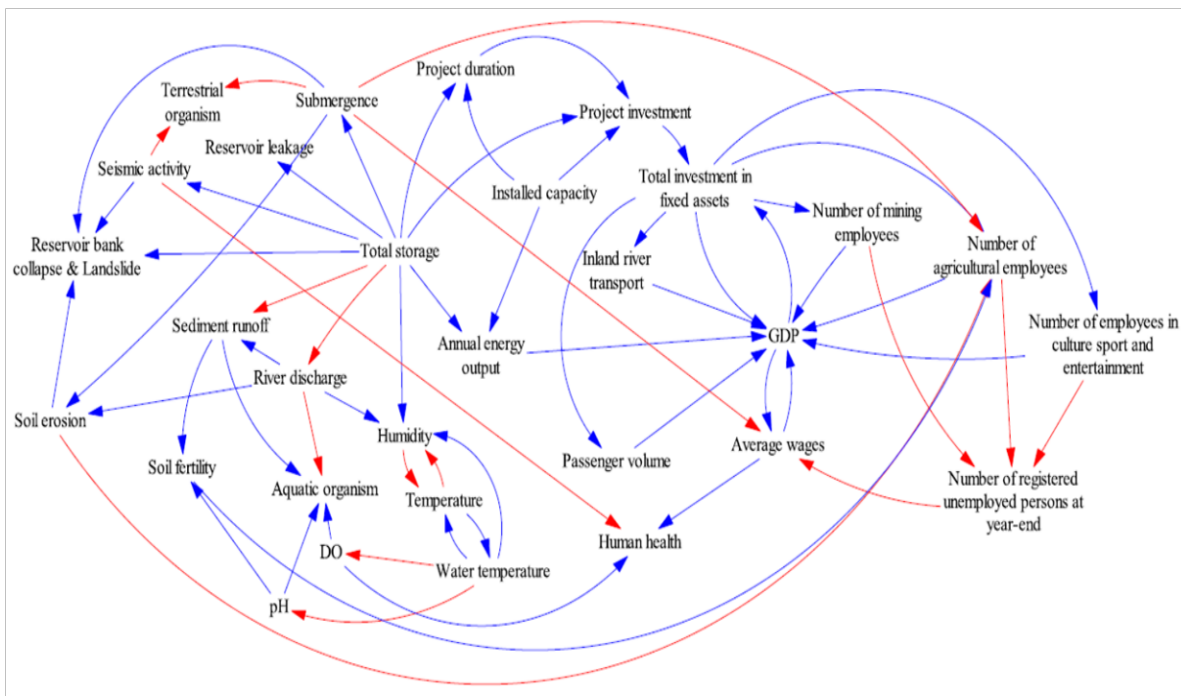 Project duration
Terrestrial
organism
Submergence
Project investment
Reservoir leakage
Seismic activity
Total investment in
fixed assets
Installed capacity
Number of mining
employees
Reservoir bank
collapse & Landslide
Total storage
Inland river
transport
Number of
agricultural employees
Sediment runoff
Annual energy
output
GDP
Number of employees in
culture sport and
entertainment
River discharge
Soil erosion
Humidity
Soil fertility
Passenger volume
Average wages
Aquatic organism
Temperature
Number of registered
unemployed persons at
year-end
DO
Human health
Water temperature
pH